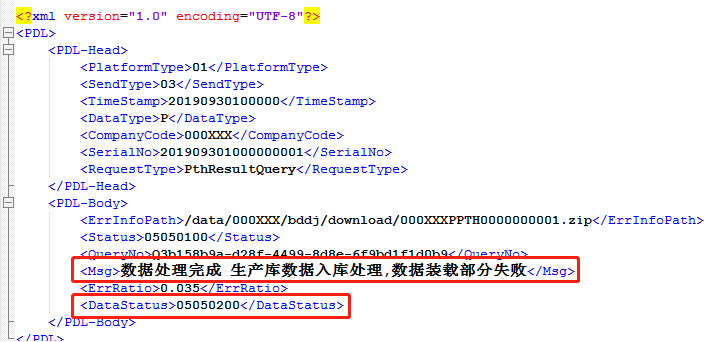 <?xml version="1.0" encoding="UTF-8"?>
<PDL>
<PDL-Head>
<PlatformType>01</PlatformType>
<SendType>03</SendType>
<TimeStamp>20190930100000</TimeStamp>
<DataType>P</DataType>
<CompanyCode>000XXX</CompanyCode>
<SerialNo>201909301000000001</SerialNo>
<RequestType>PthResultQuery</RequestType>
</PDL-Head>
<PDL-Body>
<ErrInfoPath>/data/000XXX/bddj/download/000XXXPPTH0000000001.zip</ErrInfoPath>
<Status>05050100</Status>
<QueryNo>Q3b158b9a-d28f-4499-8d8e-6f9bd1f1d0b9</QueryNo>
<Msg>数据处理完成 生产库数据入库处理,数据装载部分失败</Msg>
<ErrRatio>0.035</ErrRatio>
<DataStatus>05050200</DataStatus>
</PDL-Body>
</PDL>